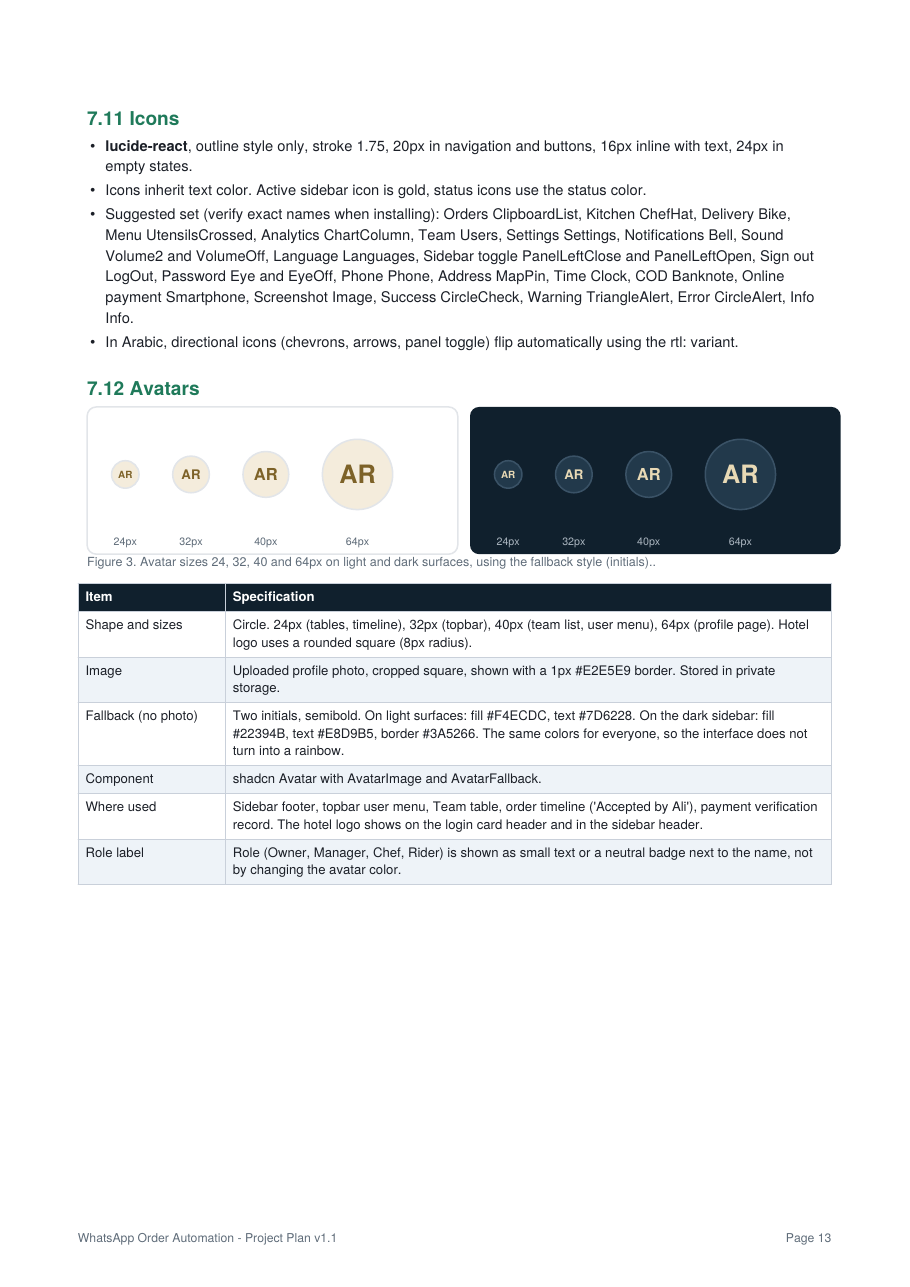 7.11 Icons
• lucide-react, outline style only, stroke 1.75, 20px in navigation and buttons, 16px inline with text, 24px in
empty states.
• Icons inherit text color. Active sidebar icon is gold, status icons use the status color.
• Suggested set (verify exact names when installing): Orders ClipboardList, Kitchen ChefHat, Delivery Bike,
Menu UtensilsCrossed, Analytics ChartColumn, Team Users, Settings Settings, Notifications Bell, Sound
Volume2 and VolumeOff, Language Languages, Sidebar toggle PanelLeftClose and PanelLeftOpen, Sign out
LogOut, Password Eye and EyeOff, Phone Phone, Address MapPin, Time Clock, COD Banknote, Online
payment Smartphone, Screenshot Image, Success CircleCheck, Warning TriangleAlert, Error CircleAlert, Info
Info.
• In Arabic, directional icons (chevrons, arrows, panel toggle) flip automatically using the rtl: variant.
7.12 Avatars
AR AR AR AR AR AR AR AR
24px 32px 40px 64px 24px 32px 40px 64px
Figure 3. Avatar sizes 24, 32, 40 and 64px on light and dark surfaces, using the fallback style (initials)..
Item Specification
Shape and sizes Circle. 24px (tables, timeline), 32px (topbar), 40px (team list, user menu), 64px (profile page). Hotel
logo uses a rounded square (8px radius).
Image Uploaded profile photo, cropped square, shown with a 1px #E2E5E9 border. Stored in private
storage.
Fallback (no photo) Two initials, semibold. On light surfaces: fill #F4ECDC, text #7D6228. On the dark sidebar: fill
#22394B, text #E8D9B5, border #3A5266. The same colors for everyone, so the interface does not
turn into a rainbow.
Component shadcn Avatar with AvatarImage and AvatarFallback.
Where used Sidebar footer, topbar user menu, Team table, order timeline ('Accepted by Ali'), payment verification
record. The hotel logo shows on the login card header and in the sidebar header.
Role label Role (Owner, Manager, Chef, Rider) is shown as small text or a neutral badge next to the name, not
by changing the avatar color.
WhatsApp Order Automation - Project Plan v1.1 Page 13